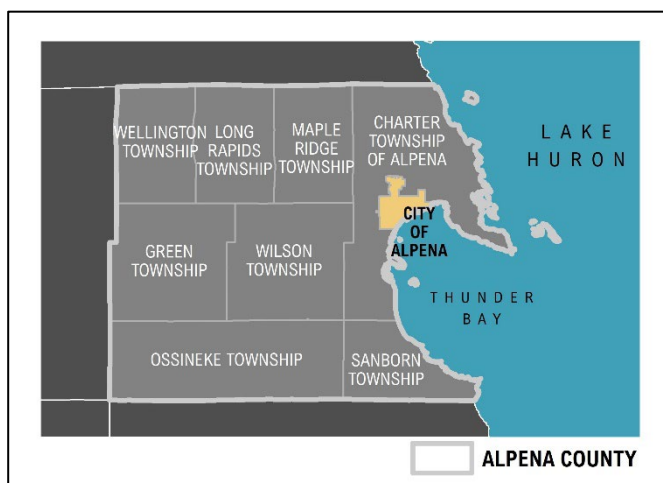 WELLINGTON
TOWNSHIP
LONG
RAPIDS
TOWNSHIP
MAPLE
RIDGE
TOWNSHIP
CHARTER
TOWNSHIP
OF ALPENA
LAKE
HURON
CITY
OF
ALPENA
GREEN
TOWNSHIP
WILSON
TOWNSHIP
THUNDER
BAY
OSSINEKE TOWNSHIP
SANBORN
TOWNSHIP
ALPENA COUNTY